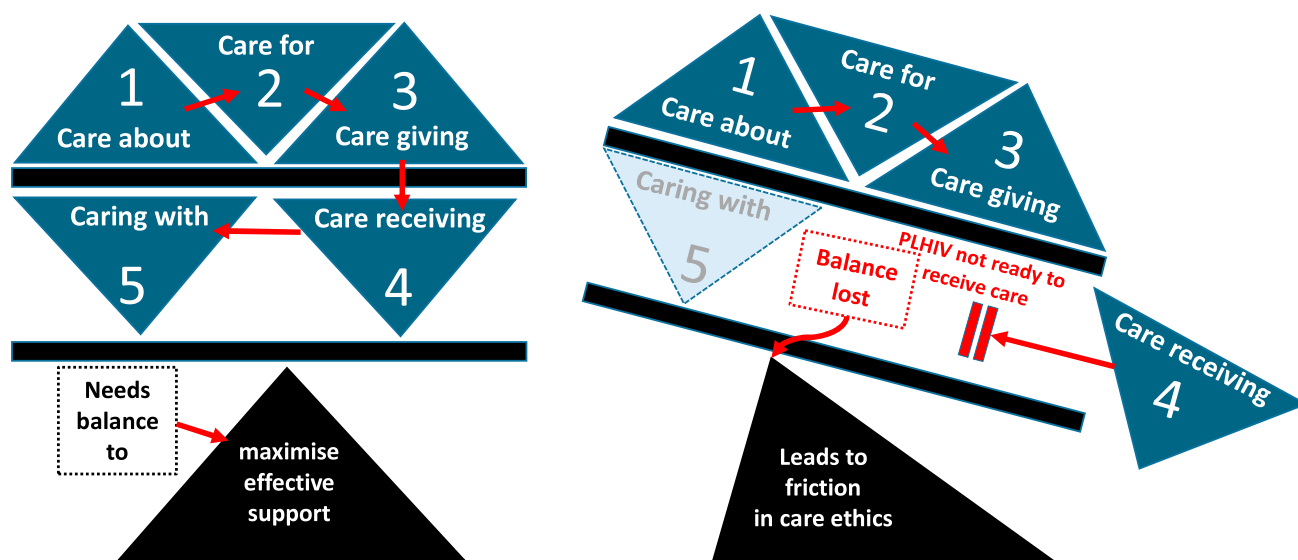 1
Care about
Care for
2
3
Care giving
Caring with
5
Care receiving
4
Needs
balance
to
maximise
effective
support
1
Care about
Care for
2
3
Care giving
Caring with
5
Balance
lost
PLHIV not ready to
receive care
Care receiving
4
Leads to
friction
in care ethics